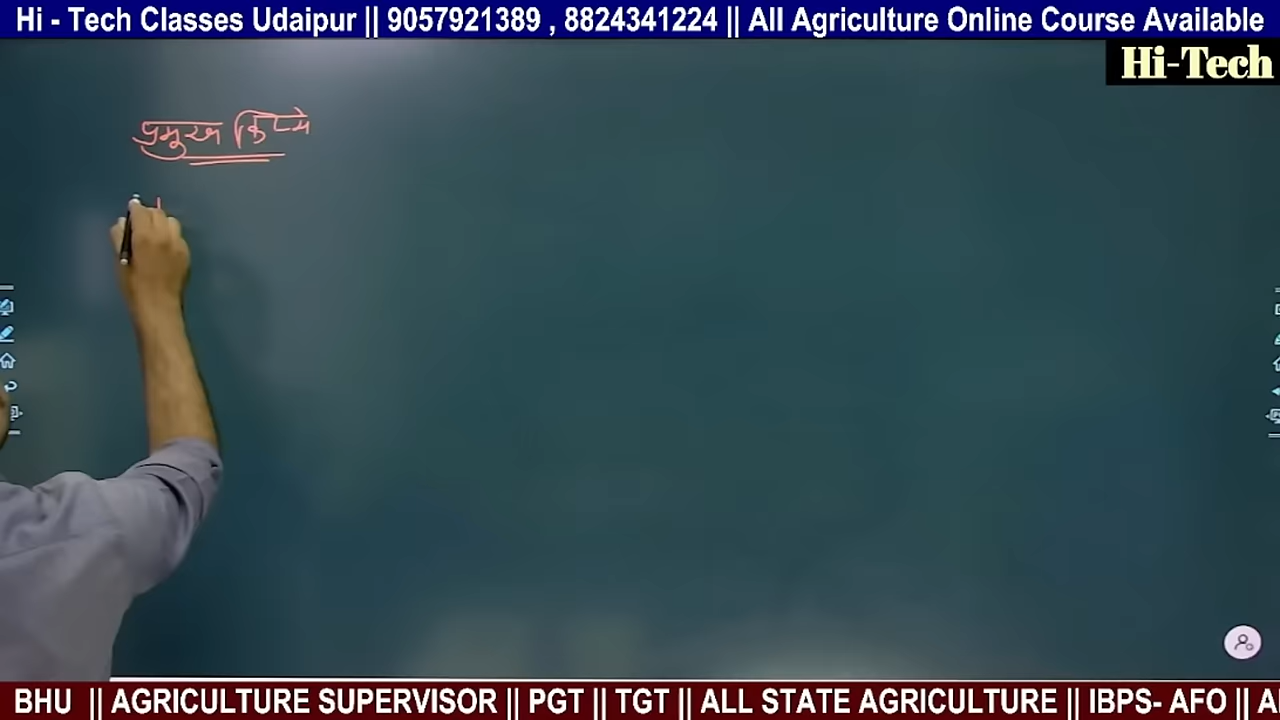 Hi - Tech Classes Udaipur || 9057921389 , 8824341224 || All Agriculture Online Course Available
Hi-Tech
प्रमुख किस्मे
BHU || AGRICULTURE SUPERVISOR || PGT || TGT || ALL STATE AGRICULTURE || IBPS- AFO || A